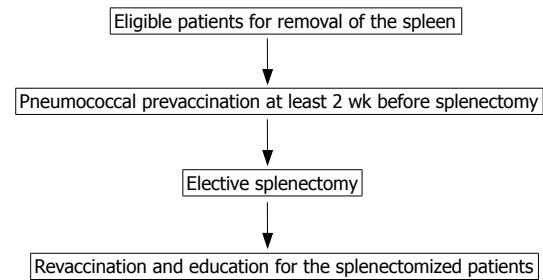 Eligible patients for removal of the spleen
Pneumococcal prevaccination at least 2 wk before splenectomy
Elective splenectomy
Revaccination and education for the splenectomized patients